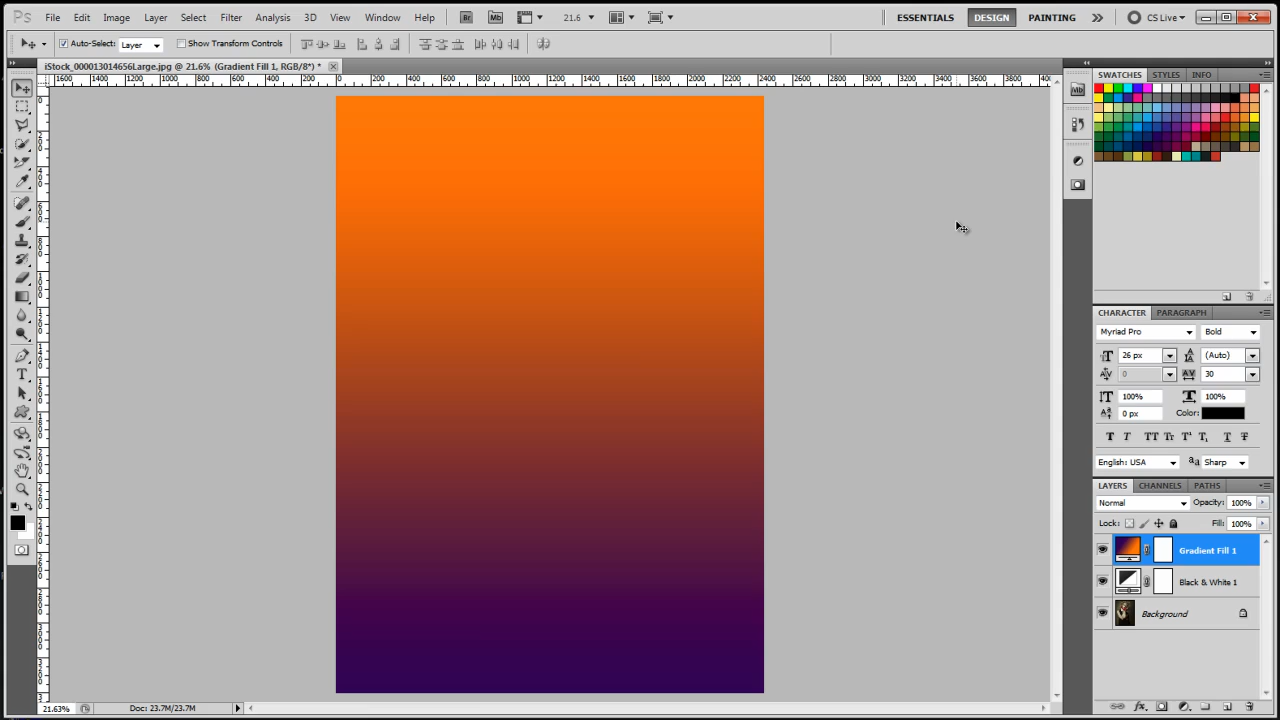 Ps File Edit Image Layer Select Filter Analysis 3D View Window Help Br Mb 21.6 ESSENTIALS DESIGN PAINTING CS Live
Auto-Select: Layer Show Transform Controls
iStock_000013014656Large.jpg @ 21.6% (Gradient Fill 1, RGB/8*) *
1600 1400 1200 1000 800 600 400 200 0 200 400 600 800 1000 1200 1400 1600 1800 2000 2200 2400 2600 2800 3000 3200 3400 3600 3800
SWATCHES STYLES INFO
Mb
CHARACTER PARAGRAPH
Myriad Pro Bold
26 px (Auto)
0 30
100% 100%
0 px Color:
T T TT Tr T¹ T₁ T T
English: USA aa Sharp
LAYERS CHANNELS PATHS
Normal Opacity: 100%
Lock: Fill: 100%
Gradient Fill 1
Black & White 1
Background
21.63% Doc: 23.7M/23.7M